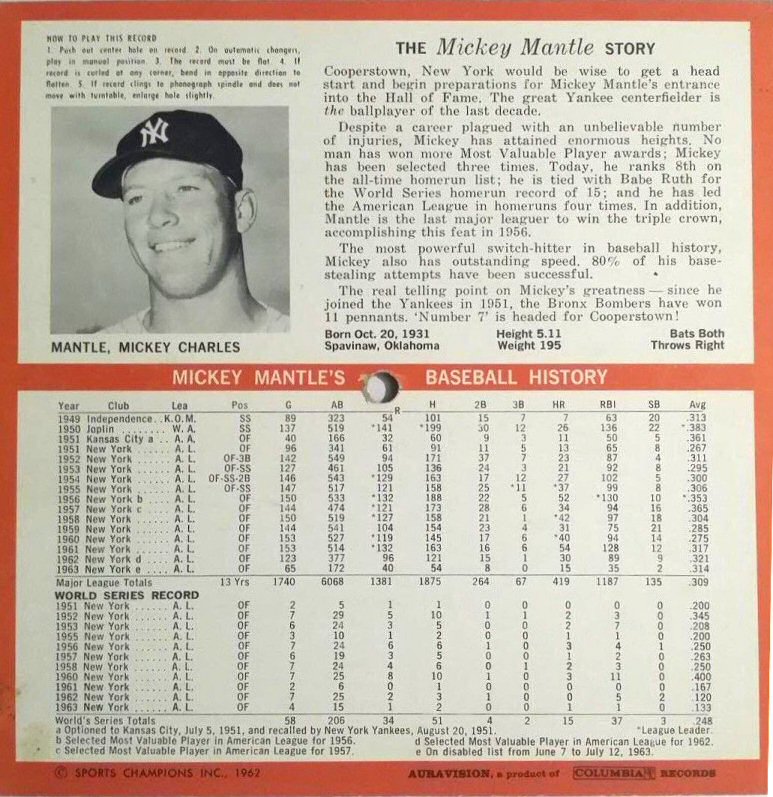 HOW TO PLAY THIS RECORD
1. Push out center hole on record. 2. On automatic changers,
play in manual position. 3. The record must be flat. 4. If
record is curled at any corner, bend in opposite direction to
flatten. 5. If record clings to phonograph spindle and does not
move with turntable, enlarge hole slightly.
NY
MANTLE, MICKEY CHARLES
THE Mickey Mantle STORY
Cooperstown, New York would be wise to get a head
start and begin preparations for Mickey Mantle's entrance
into the Hall of Fame. The great Yankee centerfielder is
the ballplayer of the last decade.
Despite a career plagued with an unbelievable number
of injuries, Mickey has attained enormous heights. No
man has won more Most Valuable Player awards; Mickey
has been selected three times. Today, he ranks 8th on
the all-time homerun list; he is tied with Babe Ruth for
the World Series homerun record of 15; and he has led
the American League in homeruns four times. In addition,
Mantle is the last major leaguer to win the triple crown,
accomplishing this feat in 1956.
The most powerful switch-hitter in baseball history,
Mickey also has outstanding speed. 80% of his base-
stealing attempts have been successful.
The real telling point on Mickey's greatness — since he
joined the Yankees in 1951, the Bronx Bombers have won
11 pennants. 'Number 7' is headed for Cooperstown!
Born Oct. 20, 1931 Height 5.11 Bats Both
Spavinaw, Oklahoma Weight 195 Throws Right
MICKEY MANTLE'S BASEBALL HISTORY
Year Club Lea Pos G AB R H 2B 3B HR RBI SB Avg
1949 Independence . . K.O.M. SS 89 323 54 101 15 7 7 63 20 .313
1950 Joplin . . . . . . . W. A. SS 137 519 *141 *199 30 12 26 136 22 *.383
1951 Kansas City a . . A. A. OF 40 166 32 60 9 3 11 50 5 .361
1951 New York . . . . . A. L. OF 96 341 61 91 11 5 13 65 8 .267
1952 New York . . . . . A. L. OF-3B 142 549 94 171 37 7 23 87 4 .311
1953 New York . . . . . A. L. OF-SS 127 461 105 136 24 3 21 92 8 .295
1954 New York . . . . . A. L. OF-SS-2B 146 543 *129 163 17 12 27 102 5 .300
1955 New York . . . . . A. L. OF-SS 147 517 121 158 25 *11 *37 99 8 .306
1956 New York b . . . . A. L. OF 150 533 *132 188 22 5 52 *130 10 *.353
1957 New York c . . . . A. L. OF 144 474 *121 173 28 6 34 94 16 .365
1958 New York . . . . . A. L. OF 150 519 *127 158 21 1 *42 97 18 .304
1959 New York . . . . . A. L. OF 144 541 104 154 23 4 31 75 21 .285
1960 New York . . . . . A. L. OF 153 527 *119 145 17 6 *40 94 14 .275
1961 New York . . . . . A. L. OF 153 514 *132 163 16 6 54 128 12 .317
1962 New York d . . . . A. L. OF 123 377 96 121 15 1 30 89 9 .321
1963 New York e . . . . A. L. OF 65 172 40 54 8 0 15 35 2 .314
Major League Totals 13 Yrs 1740 6068 1381 1875 264 67 419 1187 135 .309
WORLD SERIES RECORD
1951 New York . . . . . . A. L. OF 2 5 1 1 0 0 0 0 0 .200
1952 New York . . . . . . A. L. OF 7 29 5 10 1 1 2 3 0 .345
1953 New York . . . . . . A. L. OF 6 24 3 5 0 0 2 7 0 .208
1955 New York . . . . . . A. L. OF 3 10 1 2 0 0 1 1 0 .200
1956 New York . . . . . . A. L. OF 7 24 6 6 1 0 3 4 1 .250
1957 New York . . . . . . A. L. OF 6 19 3 5 0 0 1 2 0 .263
1958 New York . . . . . . A. L. OF 7 24 4 6 0 1 2 3 0 .250
1960 New York . . . . . . A. L. OF 7 25 8 10 1 0 3 11 0 .400
1961 New York . . . . . . A. L. OF 2 6 0 1 0 0 0 0 0 .167
1962 New York . . . . . . A. L. OF 7 25 2 3 1 0 0 5 2 .120
1963 New York . . . . . . A. L. OF 4 15 1 2 0 0 1 1 0 .133
World's Series Totals 58 206 34 51 4 2 15 37 3 .248
a Optioned to Kansas City, July 5, 1951, and recalled by New York Yankees, August 20, 1951. *League Leader.
b Selected Most Valuable Player in American League for 1956. d Selected Most Valuable Player in American League for 1962.
c Selected Most Valuable Player in American League for 1957. e On disabled list from June 7 to July 12, 1963.
© SPORTS CHAMPIONS INC., 1962 AURAVISION, a product of COLUMBIA RECORDS